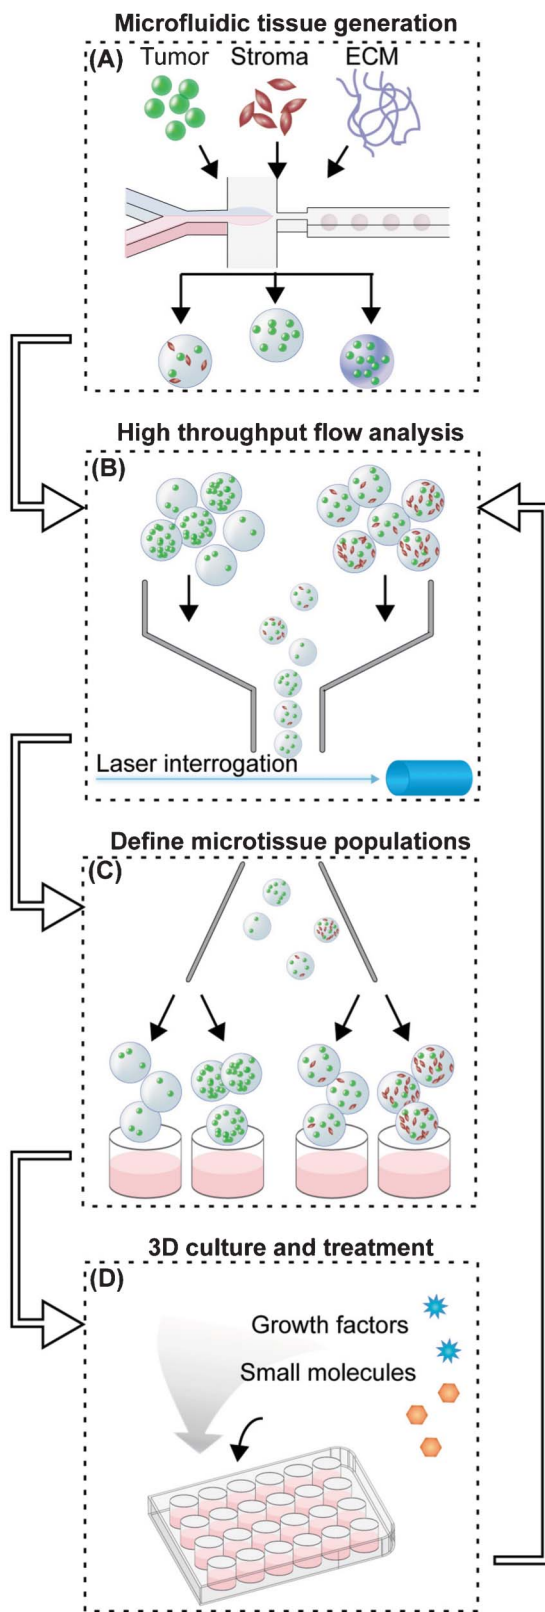 Microfluidic tissue generation
(A)
Tumor Stroma ECM
High throughput flow analysis
(B)
Laser interrogation
Define microtissue populations
(C)
3D culture and treatment
(D)
Growth factors
Small molecules